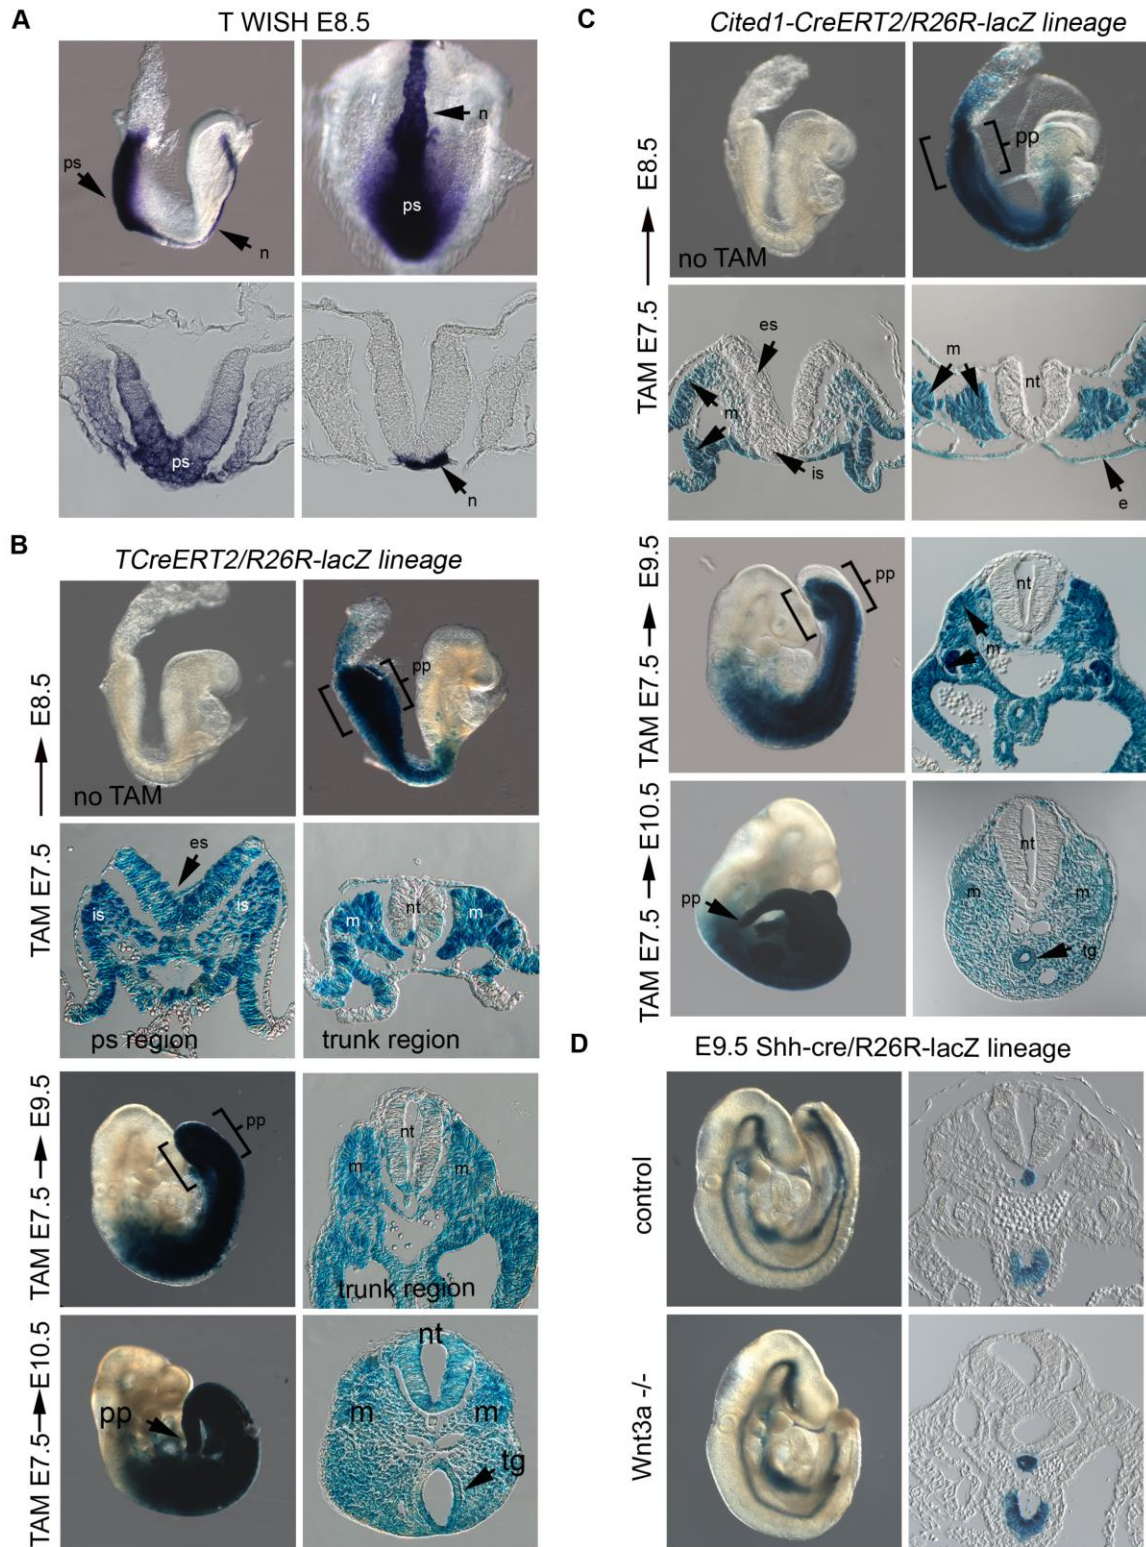 A
T WISH E8.5
ps
n
n
ps
ps
n
B
TCreERT2/R26R-lacZ lineage
TAM E7.5 → E8.5
no TAM
pp
es
is
is
ps region
m
nt
m
trunk region
TAM E7.5 → E9.5
pp
nt
m
m
trunk region
TAM E7.5 → E10.5
pp
nt
m
m
tg
C
Cited1-CreERT2/R26R-lacZ lineage
TAM E7.5 → E8.5
no TAM
pp
es
m
is
m
nt
e
TAM E7.5 → E9.5
pp
nt
m
TAM E7.5 → E10.5
pp
nt
m
m
tg
D
E9.5 Shh-cre/R26R-lacZ lineage
control
Wnt3a -/-